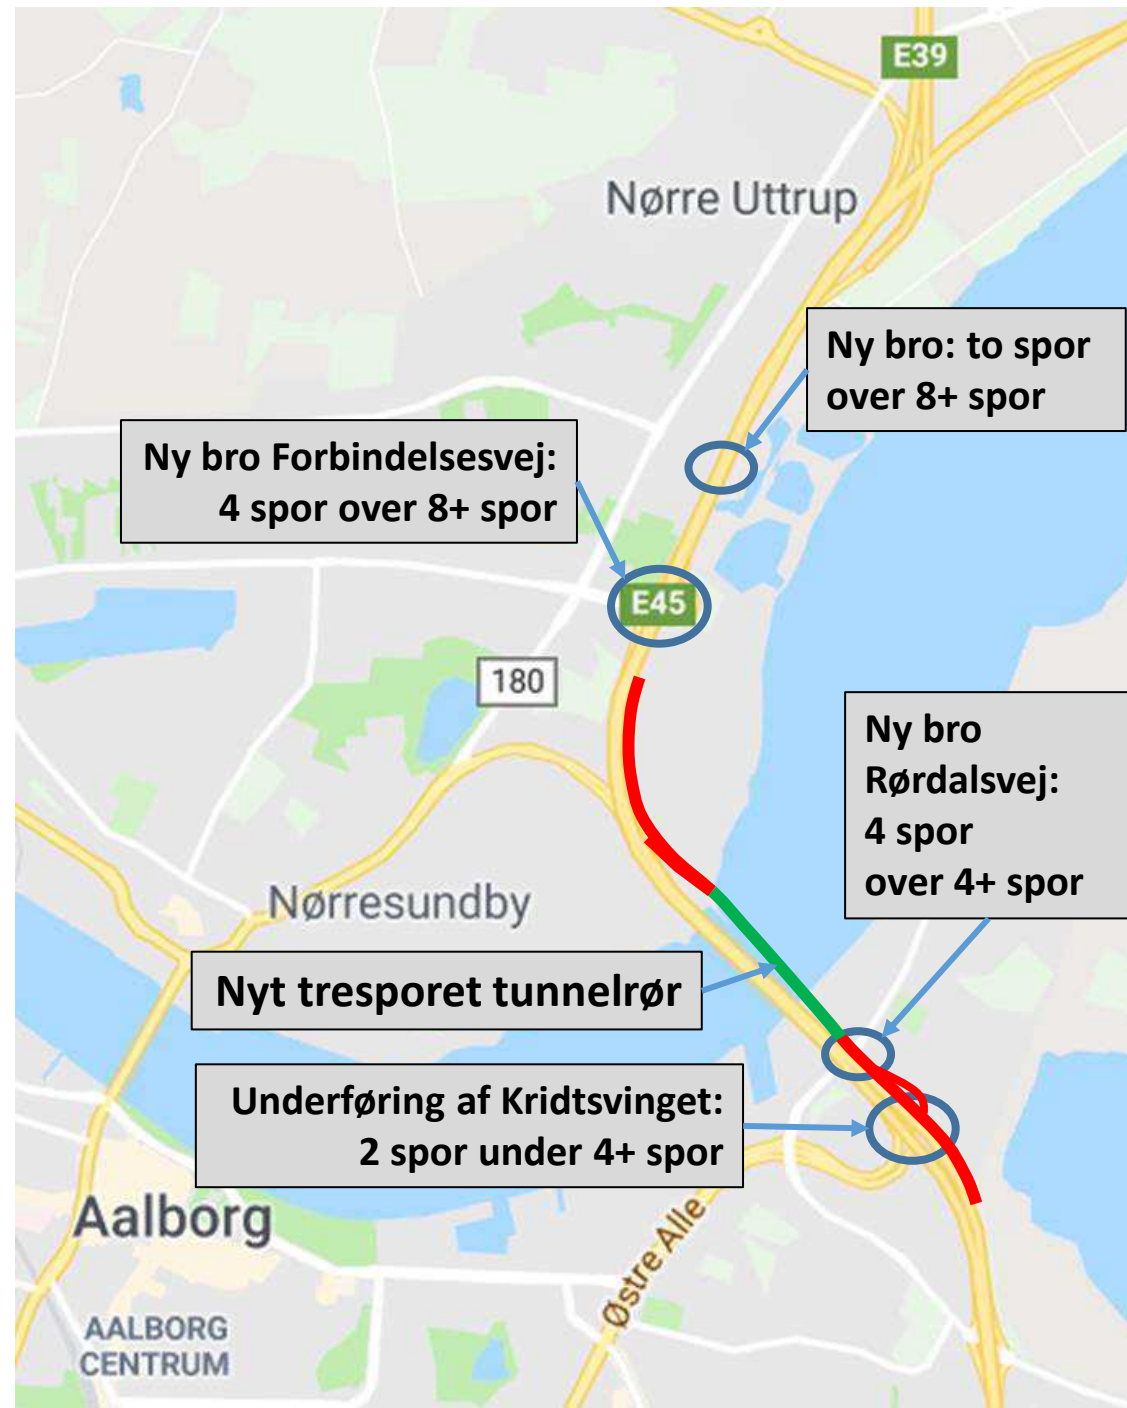 E39
Nørre Uttrup
Ny bro: to spor
over 8+ spor
Ny bro Forbindelsesvej:
4 spor over 8+ spor
E45
180
Ny bro
Rørdalsvej:
4 spor
over 4+ spor
Nørresundby
Nyt tresporet tunnelrør
Underføring af Kridtsvinget:
2 spor under 4+ spor
Aalborg
Østre Alle
AALBORG
CENTRUM